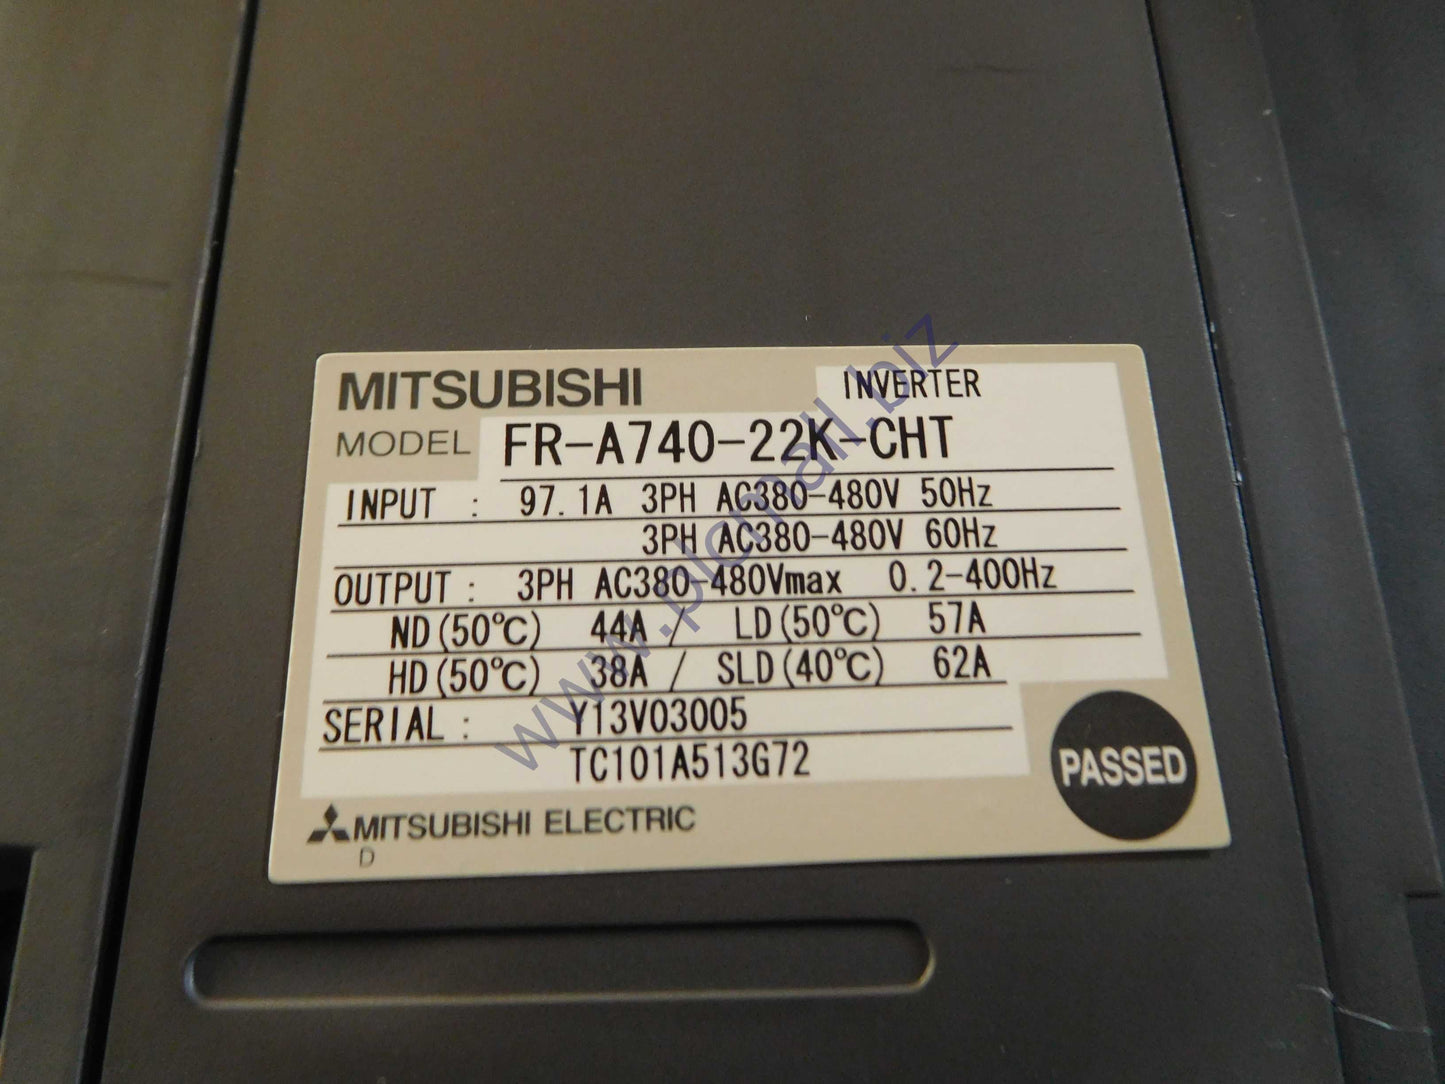 MITSUBISHI INVERTER
MODEL FR-A740-22K-CHT
INPUT : 97.1A 3PH AC380-480V 50Hz
3PH AC380-480V 60Hz
OUTPUT : 3PH AC380-480Vmax 0.2-400Hz
ND(50℃) 44A / LD(50℃) 57A
HD(50℃) 38A / SLD(40℃) 62A
SERIAL : Y13V03005
TC101A513G72
PASSED
MITSUBISHI ELECTRIC
D
www.plcmall.biz